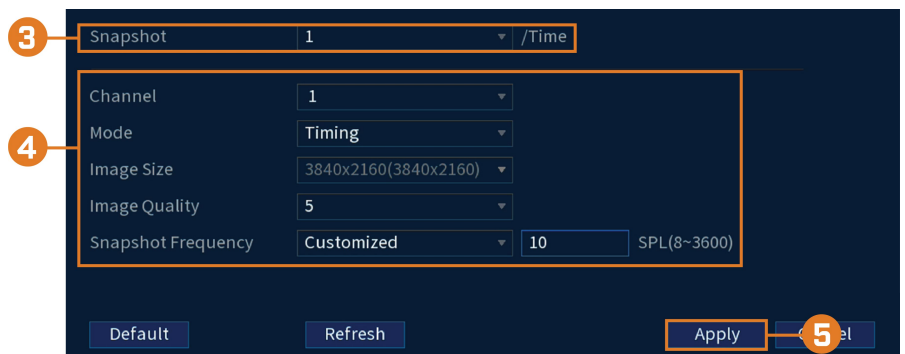 3 Snapshot 1 /Time
Channel 1
4 Mode Timing
Image Size 3840x2160(3840x2160)
Image Quality 5
Snapshot Frequency Customized 10 SPL(8~3600)
Default Refresh Apply 5